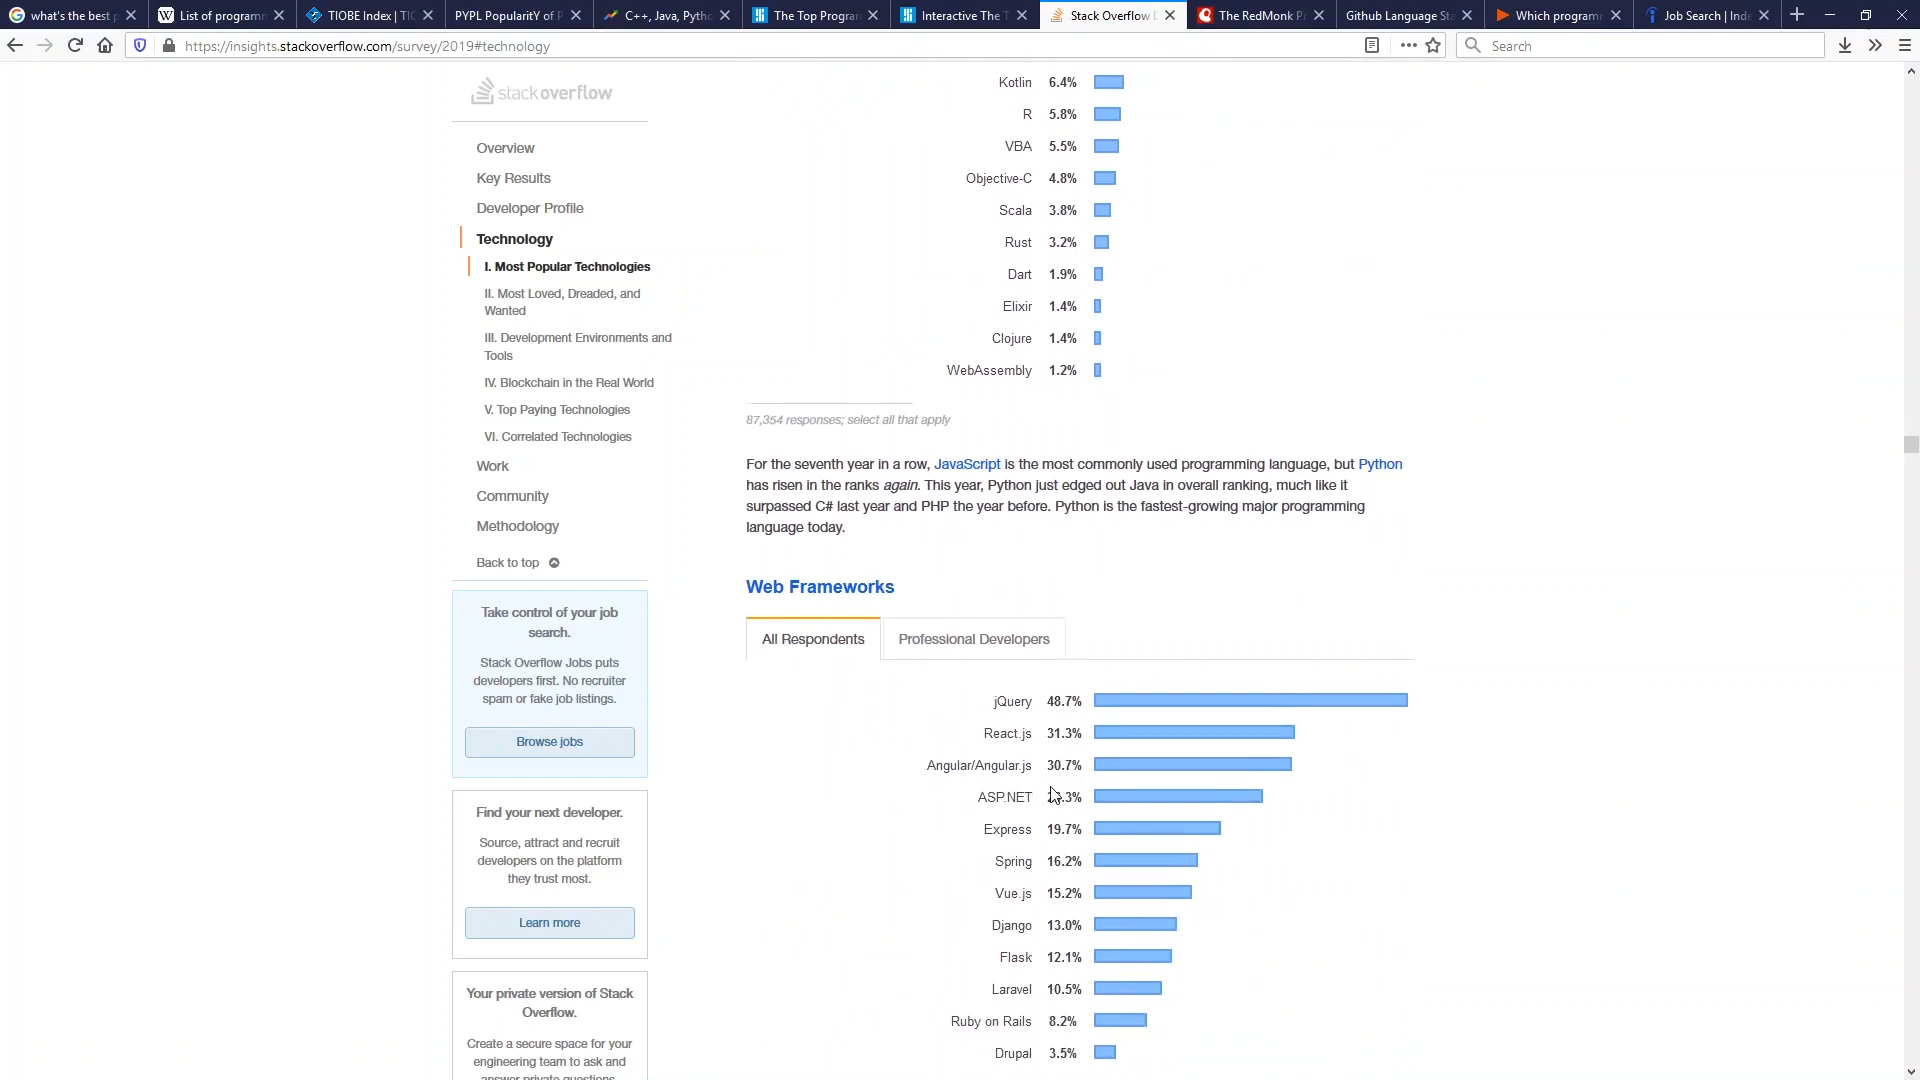 what's the best p
List of programm
TIOBE Index | TIO
PYPL PopularitY of P
C++, Java, Pytho
The Top Program
Interactive The T
Stack Overflow D
The RedMonk P
Github Language Sta
Which programm
Job Search | Inde
https://insights.stackoverflow.com/survey/2019#technology
Search
stackoverflow
Overview
Key Results
Developer Profile
Technology
I. Most Popular Technologies
II. Most Loved, Dreaded, and
Wanted
III. Development Environments and
Tools
IV. Blockchain in the Real World
V. Top Paying Technologies
VI. Correlated Technologies
Work
Community
Methodology
Back to top
Take control of your job
search.
Stack Overflow Jobs puts
developers first. No recruiter
spam or fake job listings.
Browse jobs
Find your next developer.
Source, attract and recruit
developers on the platform
they trust most.
Learn more
Your private version of Stack
Overflow.
Create a secure space for your
engineering team to ask and
answer private questions
Kotlin 6.4%
R 5.8%
VBA 5.5%
Objective-C 4.8%
Scala 3.8%
Rust 3.2%
Dart 1.9%
Elixir 1.4%
Clojure 1.4%
WebAssembly 1.2%
87,354 responses; select all that apply
For the seventh year in a row, JavaScript is the most commonly used programming language, but Python
has risen in the ranks again. This year, Python just edged out Java in overall ranking, much like it
surpassed C# last year and PHP the year before. Python is the fastest-growing major programming
language today.
Web Frameworks
All Respondents Professional Developers
jQuery 48.7%
React.js 31.3%
Angular/Angular.js 30.7%
ASP.NET
Express 19.7%
Spring 16.2%
Vue.js 15.2%
Django 13.0%
Flask 12.1%
Laravel 10.5%
Ruby on Rails 8.2%
Drupal 3.5%